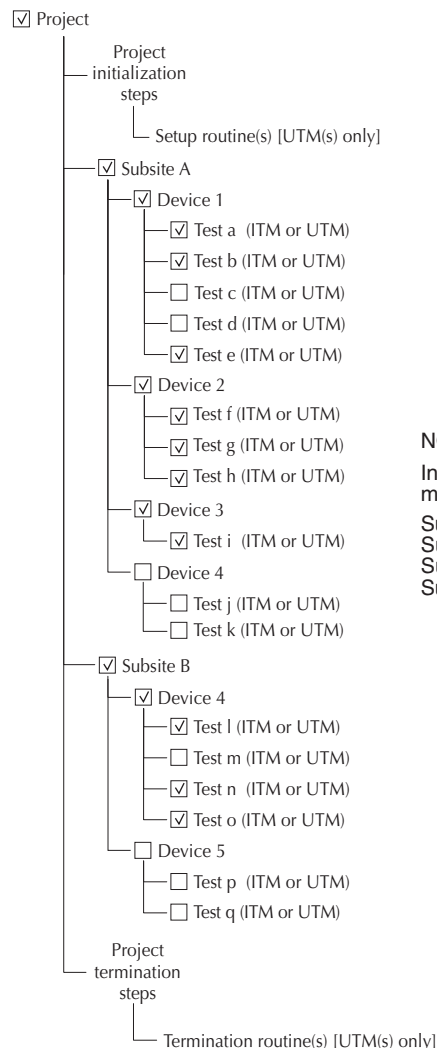 Project
Project
initialization
steps
Setup routine(s) [UTM(s) only]
Subsite A
Device 1
Test a (ITM or UTM)
Test b (ITM or UTM)
Test c (ITM or UTM)
Test d (ITM or UTM)
Test e (ITM or UTM)
Device 2
Test f (ITM or UTM)
Test g (ITM or UTM)
Test h (ITM or UTM)
Device 3
Test i (ITM or UTM)
Device 4
Test j (ITM or UTM)
Test k (ITM or UTM)
Subsite B
Device 4
Test l (ITM or UTM)
Test m (ITM or UTM)
Test n (ITM or UTM)
Test o (ITM or UTM)
Device 5
Test p (ITM or UTM)
Test q (ITM or UTM)
Project
termination
steps
Termination routine(s) [UTM(s) only]